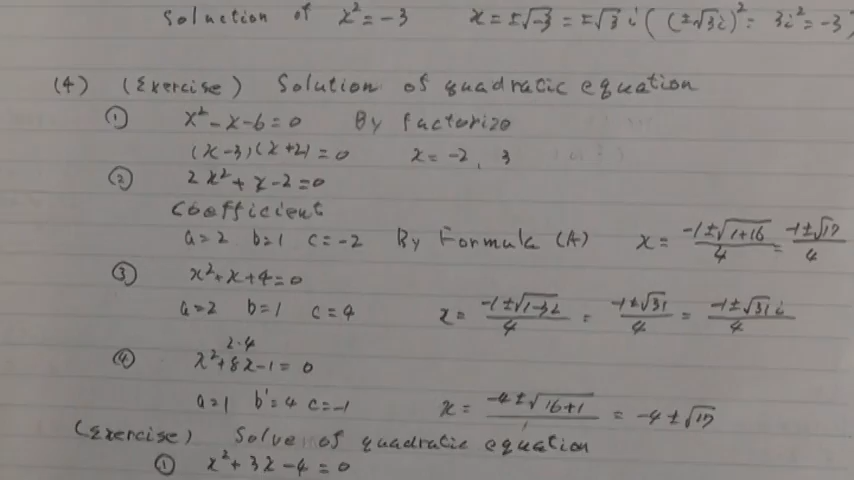 Soluction of x²=-3 x=±√-3=±√3 i ((±√3i)²= 3i²=-3)
(4) (Exercise) Solution of quadratic equation
① x²-x-6=0 By factorize
(x-3)(x+2)=0 x=-2, 3
② 2x²+x-2=0
Coefficient
a=2 b=1 c=-2 By Formula (A) x=(-1±√1+16)/4=(-1±√17)/4
③ x²+x+4=0
a=2 b=1 c=4 x=(-1±√1-32)/4=(-1±√31)/4=(-1±√31i)/4
2·4
④ x²+8x-1=0
a=1 b'=4 c=-1 x=(-4±√16+1)/1=-4±√17
(Exercise) Solve of quadratic equation
① x²+3x-4=0